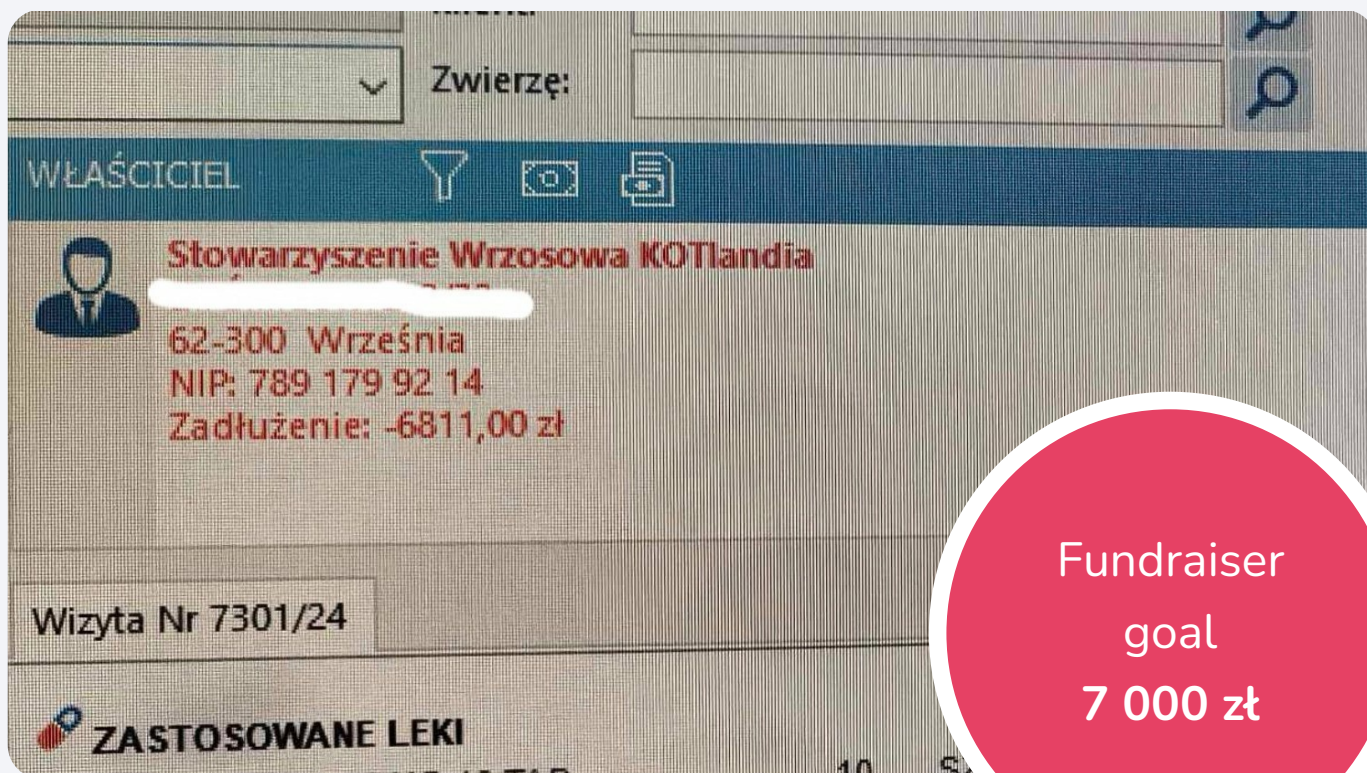 Zwierzę:
WŁAŚCICIEL
Stowarzyszenie Wrzosowa KOTlandia
62-300 Września
NIP: 789 179 92 14
Zadłużenie: -6811,00 zł
Wizyta Nr 7301/24
ZASTOSOWANE LEKI
10
Fundraiser
goal
7 000 zł